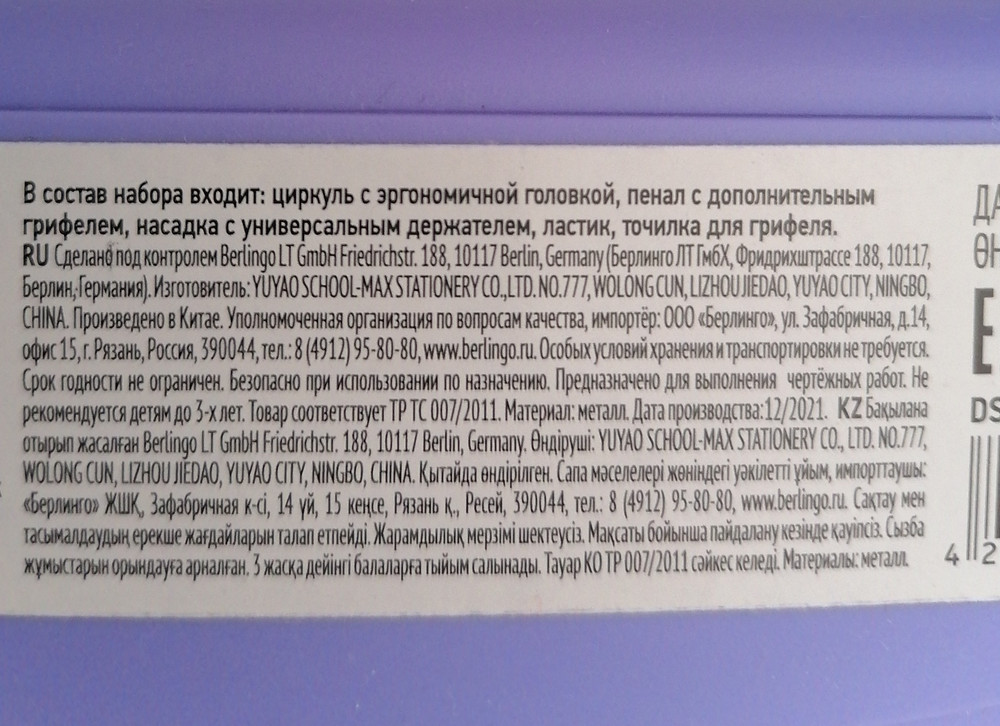 В состав набора входит: циркуль с эргономичной головкой, пенал с дополнительным
грифелем, насадка с универсальным держателем, ластик, точилка для грифеля.
RU Сделано под контролем Berlingo LT GmbH Friedrichstr. 188, 10117 Berlin, Germany (Берлинго ЛТ ГмбХ, Фридрихштрассе 188, 10117,
Берлин, Германия). Изготовитель: YUYAO SCHOOL-MAX STATIONERY CO., LTD. NO.777, WOLONG CUN, LIZHOU JIEDAO, YUYAO CITY, NINGBO,
CHINA. Произведено в Китае. Уполномоченная организация по вопросам качества, импортёр: ООО «Берлинго», ул. Зафабричная, д.14,
офис 15, г. Рязань, Россия, 390044, тел.: 8 (4912) 95-80-80, www.berlingo.ru. Особых условий хранения и транспортировки не требуется.
Срок годности не ограничен. Безопасно при использовании по назначению. Предназначено для выполнения чертёжных работ. Не
рекомендуется детям до 3-х лет. Товар соответствует ТР ТС 007/2011. Материал: металл. Дата производства:12/2021. KZ Бақылана
отырып жасалған Berlingo LT GmbH Friedrichstr. 188, 10117 Berlin, Germany. Өндіруші: YUYAO SCHOOL-MAX STATIONERY CO., LTD. NO.777,
WOLONG CUN, LIZHOU JIEDAO, YUYAO CITY, NINGBO, CHINA. Қытайда өндірілген. Сапа мәселелері жөніндегі уәкілетті ұйым, импорттаушы:
«Берлинго» ЖШҚ, Зафабричная к-сі, 14 үй, 15 кеңсе, Рязань қ., Ресей, 390044, тел.: 8 (4912) 95-80-80, www.berlingo.ru. Сақтау мен
тасымалдаудың ерекше жағдайларын талап етпейді. Жарамдылық мерзімі шектеусіз. Мақсаты бойынша пайдалану кезінде қауіпсіз. Сызба
жұмыстарын орындауға арналған. 3 жасқа дейінгі балаларға тыйым салынады. Тауар КО ТР 007/2011 сәйкес келеді. Материалы: металл.
ДА
ӨН
E
DS
4 2